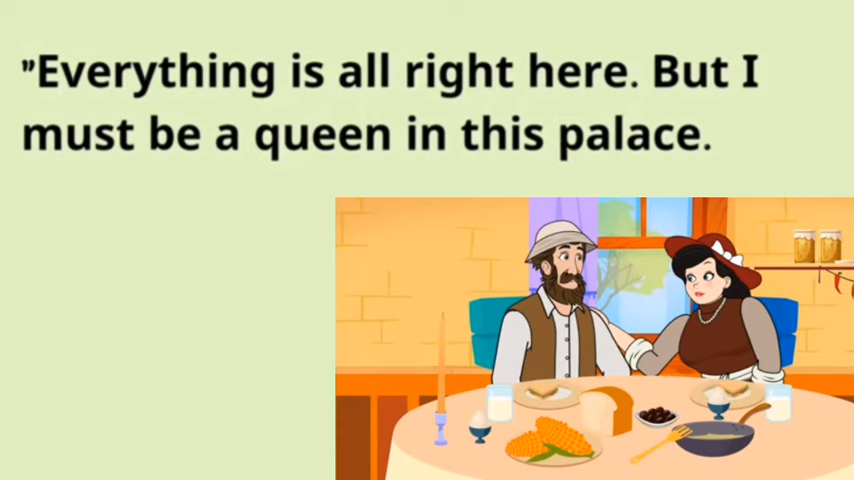 "Everything is all right here. But I
must be a queen in this palace.